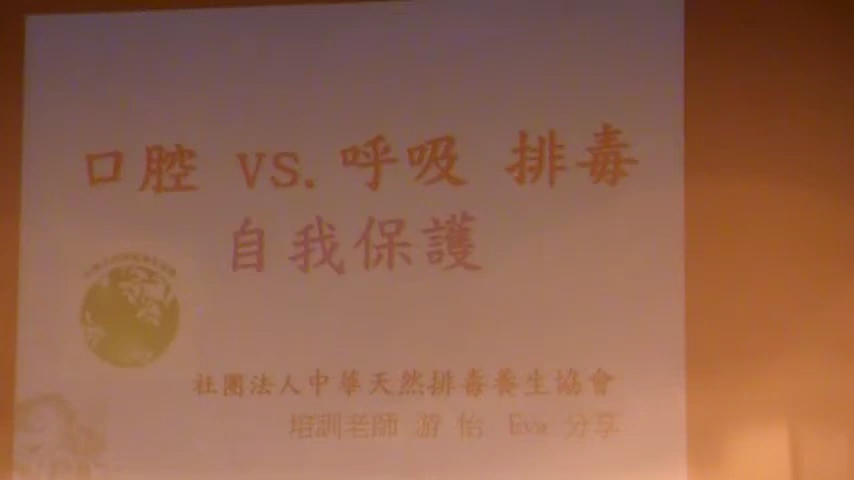 口腔 vs. 呼吸 排毒
自我保護
社團法人中華天然排毒養生協會
培訓老師 游 怡 Eva 分享